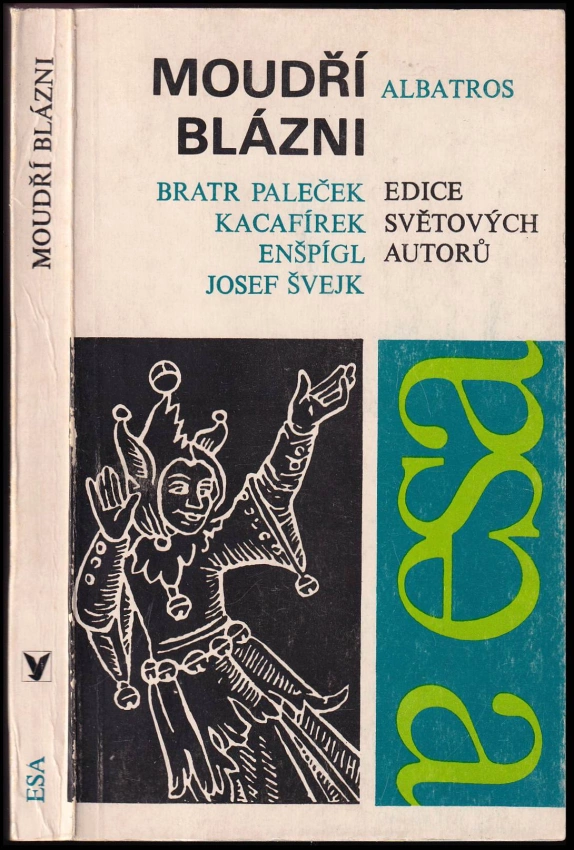 MOUDŘÍ BLÁZNI
ESA
MOUDŘÍ
BLÁZNI
ALBATROS
BRATR PALEČEK
KACAFÍREK
ENŠPÍGL
JOSEF ŠVEJK
EDICE
SVĚTOVÝCH
AUTORŮ
a esa